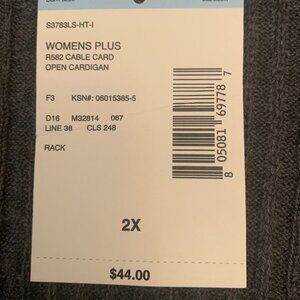 S3783LS-HT-I
WOMENS PLUS
R582 CABLE CARD
OPEN CARDIGAN
F3 KSN#: 06015385-5
D16 M32814 067
LINE 38 CLS 248
RACK
8 05081 69778 7
2X
$44.00